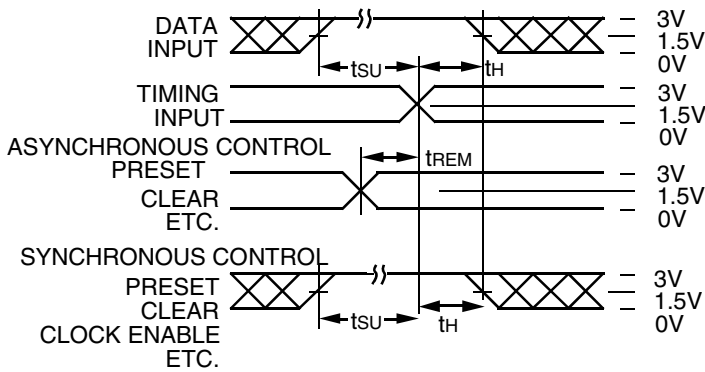 DATA
INPUT
3V
1.5V
0V
tSU
tH
TIMING
INPUT
3V
1.5V
0V
ASYNCHRONOUS CONTROL
PRESET
CLEAR
ETC.
tREM
3V
1.5V
0V
SYNCHRONOUS CONTROL
PRESET
CLEAR
CLOCK ENABLE
ETC.
tSU
tH
3V
1.5V
0V